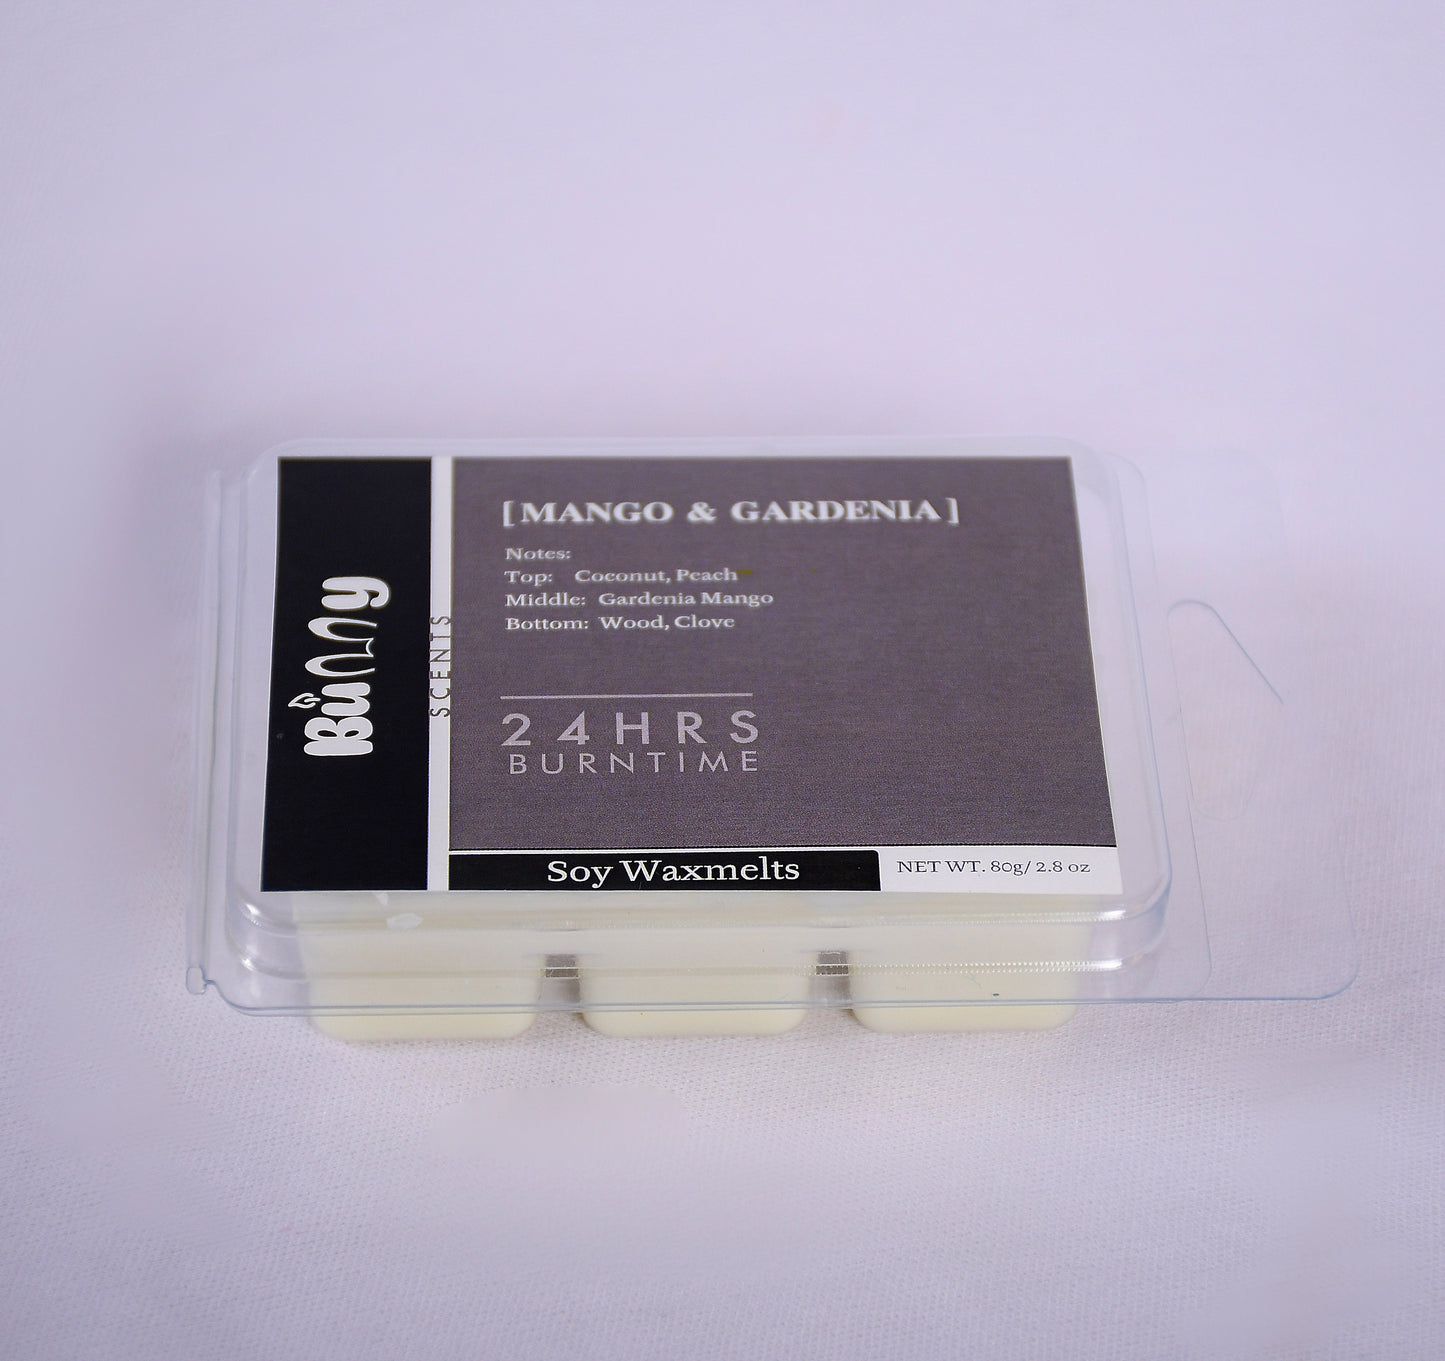 Bunny
SCENTS
[MANGO & GARDENIA]
Notes:
Top: Coconut, Peach
Middle: Gardenia Mango
Bottom: Wood, Clove
24HRS
BURNTIME
Soy Waxmelts
NET WT. 80g/ 2.8 oz